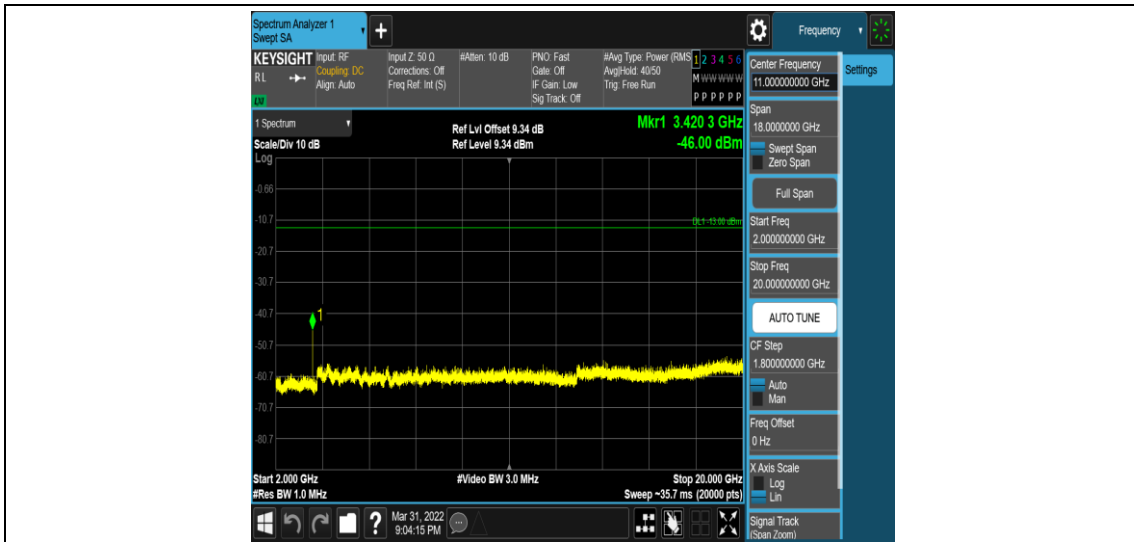 Spectrum Analyzer 1
Swept SA
+
Frequency
KEYSIGHT
RL
LXI
Input: RF
Coupling: DC
Align: Auto
Input Z: 50 Ω
Corrections: Off
Freq Ref: Int (S)
#Atten: 10 dB
PNO: Fast
Gate: Off
IF Gain: Low
Sig Track: Off
#Avg Type: Power (RMS
Avg|Hold: 40/50
Trig: Free Run
1 2 3 4 5 6
M W W W W W
P P P P P P
Center Frequency
11.000000000 GHz
Settings
Span
18.0000000 GHz
Swept Span
Zero Span
Full Span
Start Freq
2.000000000 GHz
Stop Freq
20.000000000 GHz
AUTO TUNE
CF Step
1.800000000 GHz
Auto
Man
Freq Offset
0 Hz
X Axis Scale
Log
Lin
Signal Track
(Span Zoom)
1 Spectrum
Scale/Div 10 dB
Log
Ref Lvl Offset 9.34 dB
Ref Level 9.34 dBm
Mkr1 3.420 3 GHz
-46.00 dBm
-0.66
-10.7
DL1 -13.00 dBm
-20.7
-30.7
-40.7
1
-50.7
-60.7
-70.7
-80.7
Start 2.000 GHz
#Res BW 1.0 MHz
#Video BW 3.0 MHz
Stop 20.000 GHz
Sweep ~35.7 ms (20000 pts)
?
Mar 31, 2022
9:04:15 PM